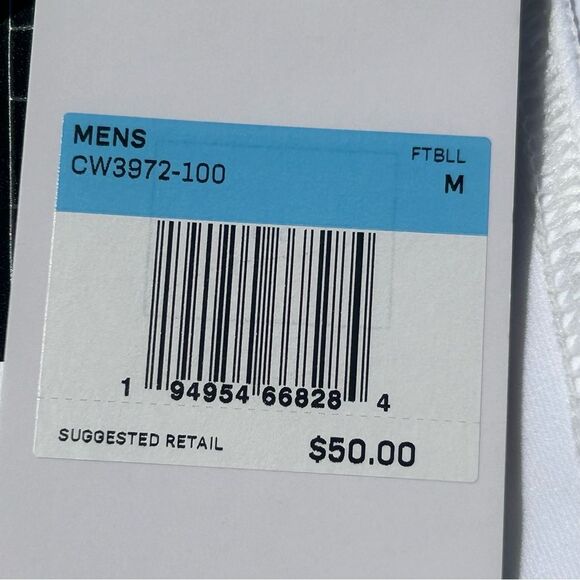 MENS
CW3972-100
FTBLL
M
1 94954 66828 4
SUGGESTED RETAIL $50.00